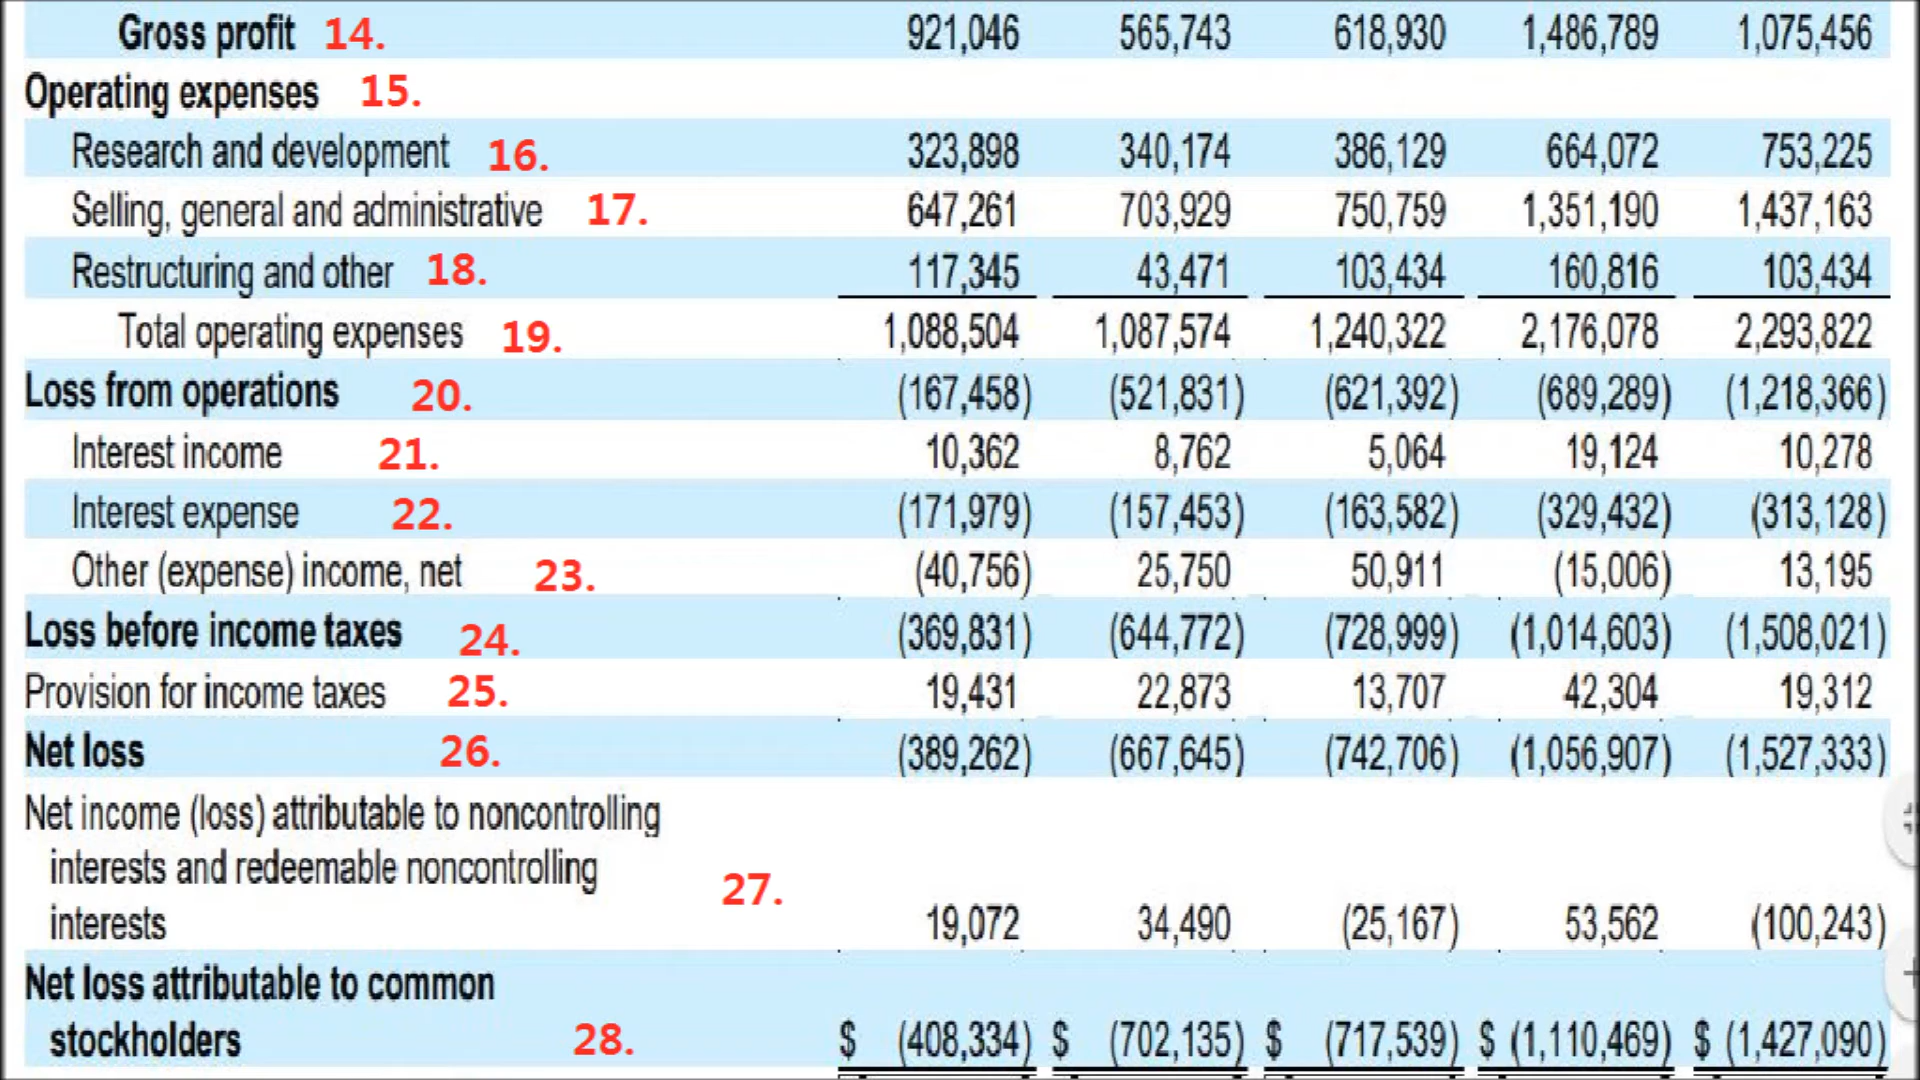 Gross profit 14. 921,046 565,743 618,930 1,486,789 1,075,456
Operating expenses 15.
Research and development 16. 323,898 340,174 386,129 664,072 753,225
Selling, general and administrative 17. 647,261 703,929 750,759 1,351,190 1,437,163
Restructuring and other 18. 117,345 43,471 103,434 160,816 103,434
Total operating expenses 19. 1,088,504 1,087,574 1,240,322 2,176,078 2,293,822
Loss from operations 20. (167,458) (521,831) (621,392) (689,289) (1,218,366)
Interest income 21. 10,362 8,762 5,064 19,124 10,278
Interest expense 22. (171,979) (157,453) (163,582) (329,432) (313,128)
Other (expense) income, net 23. (40,756) 25,750 50,911 (15,006) 13,195
Loss before income taxes 24. (369,831) (644,772) (728,999) (1,014,603) (1,508,021)
Provision for income taxes 25. 19,431 22,873 13,707 42,304 19,312
Net loss 26. (389,262) (667,645) (742,706) (1,056,907) (1,527,333)
Net income (loss) attributable to noncontrolling
interests and redeemable noncontrolling
27.
interests 19,072 34,490 (25,167) 53,562 (100,243)
Net loss attributable to common
stockholders 28. $ (408,334) $ (702,135) $ (717,539) $ (1,110,469) $ (1,427,090)